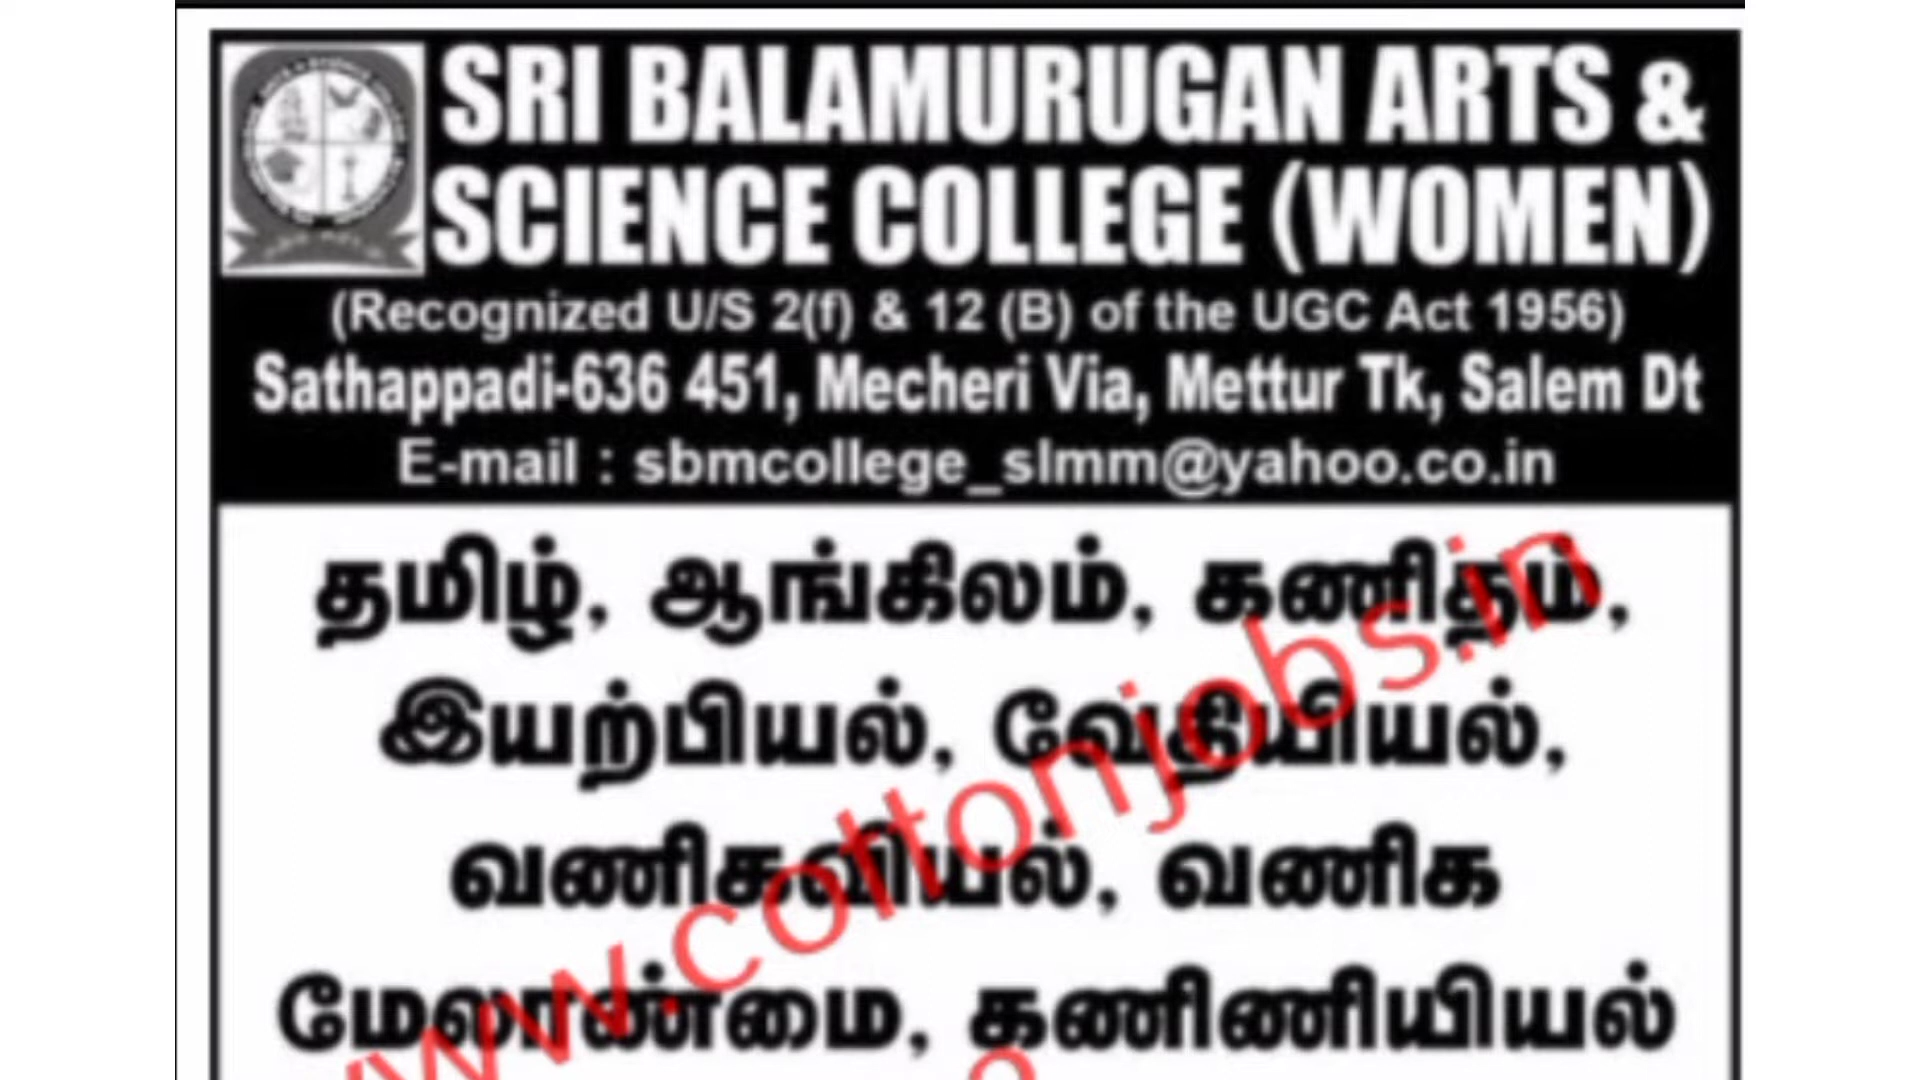 SRI BALAMURUGAN ARTS &
SCIENCE COLLEGE (WOMEN)
(Recognized U/S 2(f) & 12 (B) of the UGC Act 1956)
Sathappadi-636 451, Mecheri Via, Mettur Tk, Salem Dt
E-mail : sbmcollege_slmm@yahoo.co.in
தமிழ், ஆங்கிலம், கணிதம்,
இயற்பியல், வேதியியல்,
வணிகவியல், வணிக
மேலாண்மை, கணிணியியல்
www.cottonjobs.in